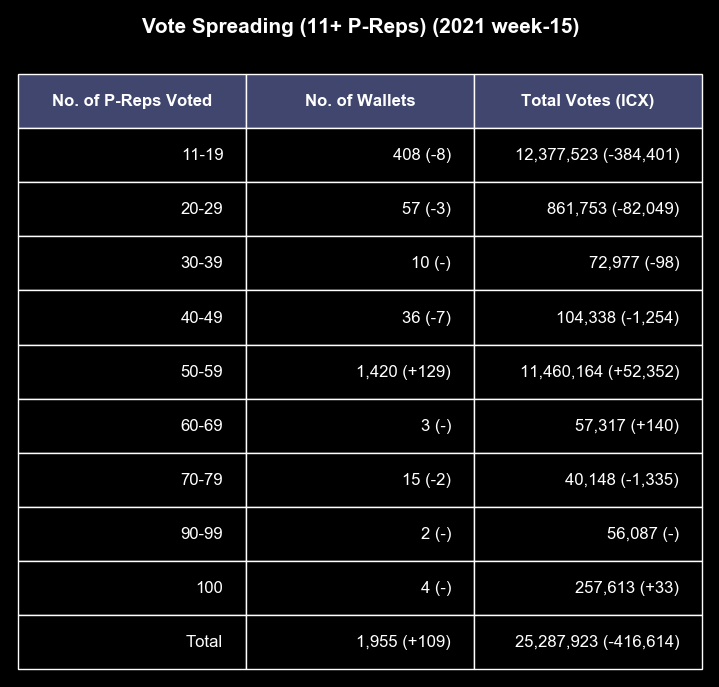 Vote Spreading (11+ P-Reps) (2021 week-15)
No. of P-Reps Voted No. of Wallets Total Votes (ICX)
11-19 408 (-8) 12,377,523 (-384,401)
20-29 57 (-3) 861,753 (-82,049)
30-39 10 (-) 72,977 (-98)
40-49 36 (-7) 104,338 (-1,254)
50-59 1,420 (+129) 11,460,164 (+52,352)
60-69 3 (-) 57,317 (+140)
70-79 15 (-2) 40,148 (-1,335)
90-99 2 (-) 56,087 (-)
100 4 (-) 257,613 (+33)
Total 1,955 (+109) 25,287,923 (-416,614)